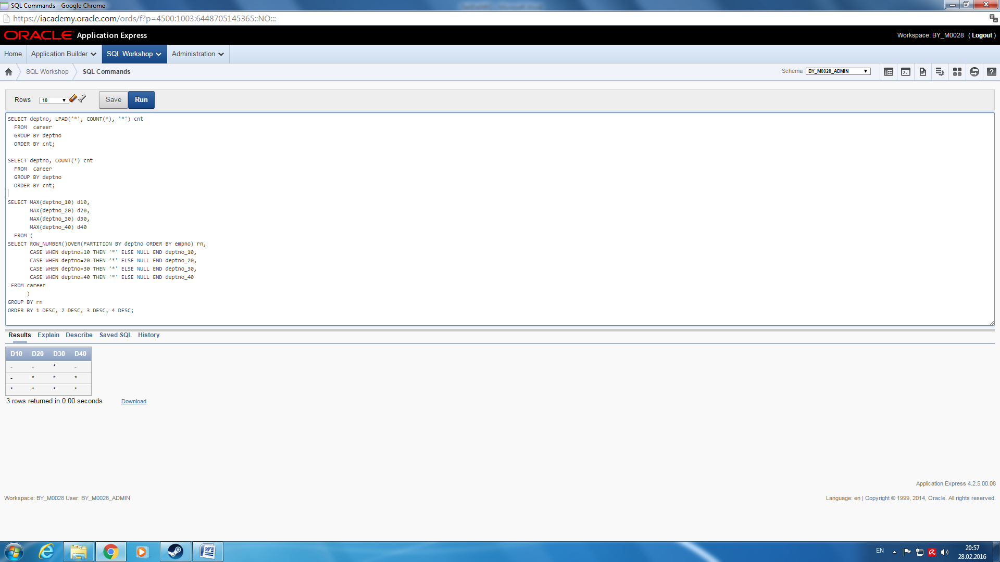 SQL Commands - Google Chrome
https://iacademy.oracle.com/ords/f?p=4500:1003:6448705145365::NO:::
ORACLE Application Express
Workspace: BY_M0028 ( Logout )
Home Application Builder SQL Workshop Administration
SQL Workshop SQL Commands
Schema BY_M0028_ADMIN
Rows 10 Save Run
SELECT deptno, LPAD('*', COUNT(*), '*') cnt
FROM career
GROUP BY deptno
ORDER BY cnt;
SELECT deptno, COUNT(*) cnt
FROM career
GROUP BY deptno
ORDER BY cnt;
SELECT MAX(deptno_10) d10,
MAX(deptno_20) d20,
MAX(deptno_30) d30,
MAX(deptno_40) d40
FROM (
SELECT ROW_NUMBER()OVER(PARTITION BY deptno ORDER BY empno) rn,
CASE WHEN deptno=10 THEN '*' ELSE NULL END deptno_10,
CASE WHEN deptno=20 THEN '*' ELSE NULL END deptno_20,
CASE WHEN deptno=30 THEN '*' ELSE NULL END deptno_30,
CASE WHEN deptno=40 THEN '*' ELSE NULL END deptno_40
FROM career
)
GROUP BY rn
ORDER BY 1 DESC, 2 DESC, 3 DESC, 4 DESC;
Results Explain Describe Saved SQL History
D10 D20 D30 D40
- - * -
- * * *
* * * *
3 rows returned in 0.00 seconds Download
Application Express 4.2.5.00.08
Workspace: BY_M0028 User: BY_M0028_ADMIN
Language: en | Copyright © 1999, 2014, Oracle. All rights reserved.
EN
20:57
28.02.2016